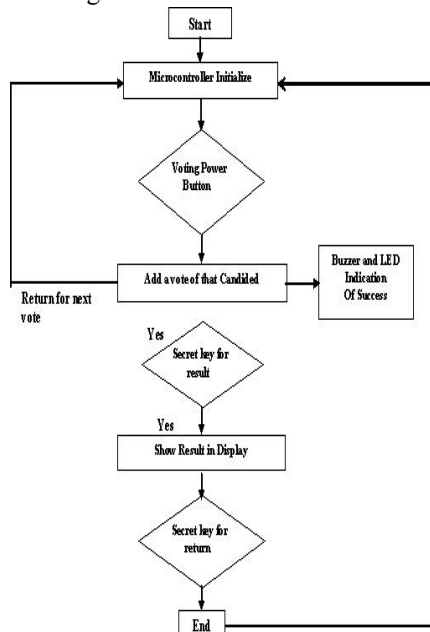 Start
Microcontroller Initialize
Voting Power
Button
Add a vote of that Candided
Buzzer and LED
Indication
Of Success
Return for next
vote
Yes
Secret key for
result
Yes
Show Result in Display
Secret key for
return
End